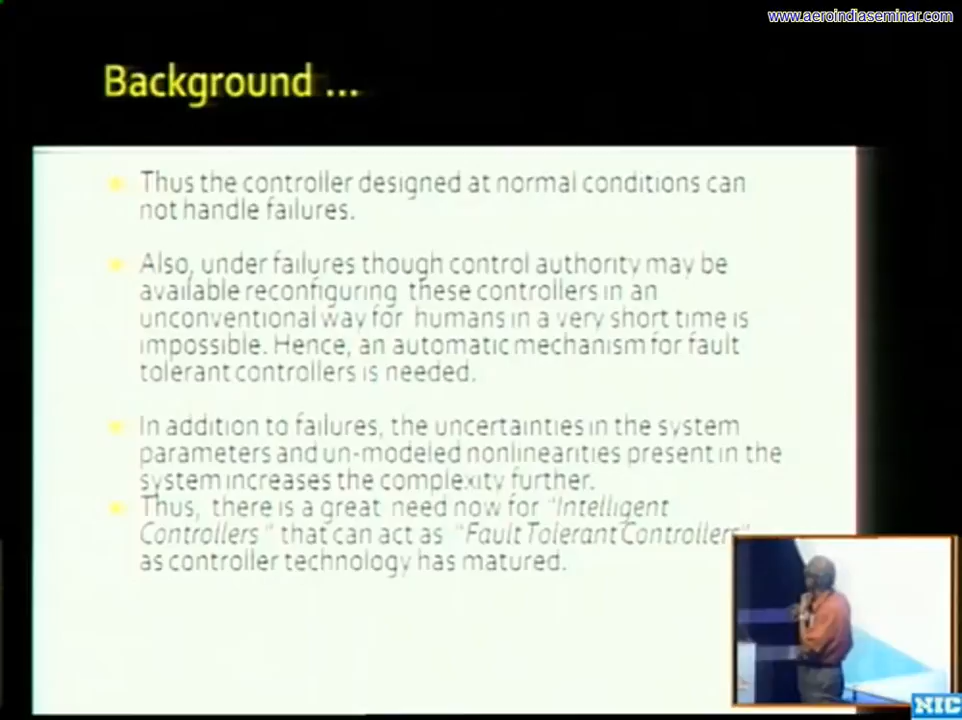 www.aeroindiaseminar.com
Background ...
Thus the controller designed at normal conditions can
not handle failures.
Also, under failures though control authority may be
available reconfiguring these controllers in an
unconventional way for humans in a very short time is
impossible. Hence, an automatic mechanism for fault
tolerant controllers is needed.
In addition to failures, the uncertainties in the system
parameters and un-modeled nonlinearities present in the
system increases the complexity further.
Thus, there is a great need now for "Intelligent
Controllers" that can act as "Fault Tolerant Controllers"
as controller technology has matured.
NIC